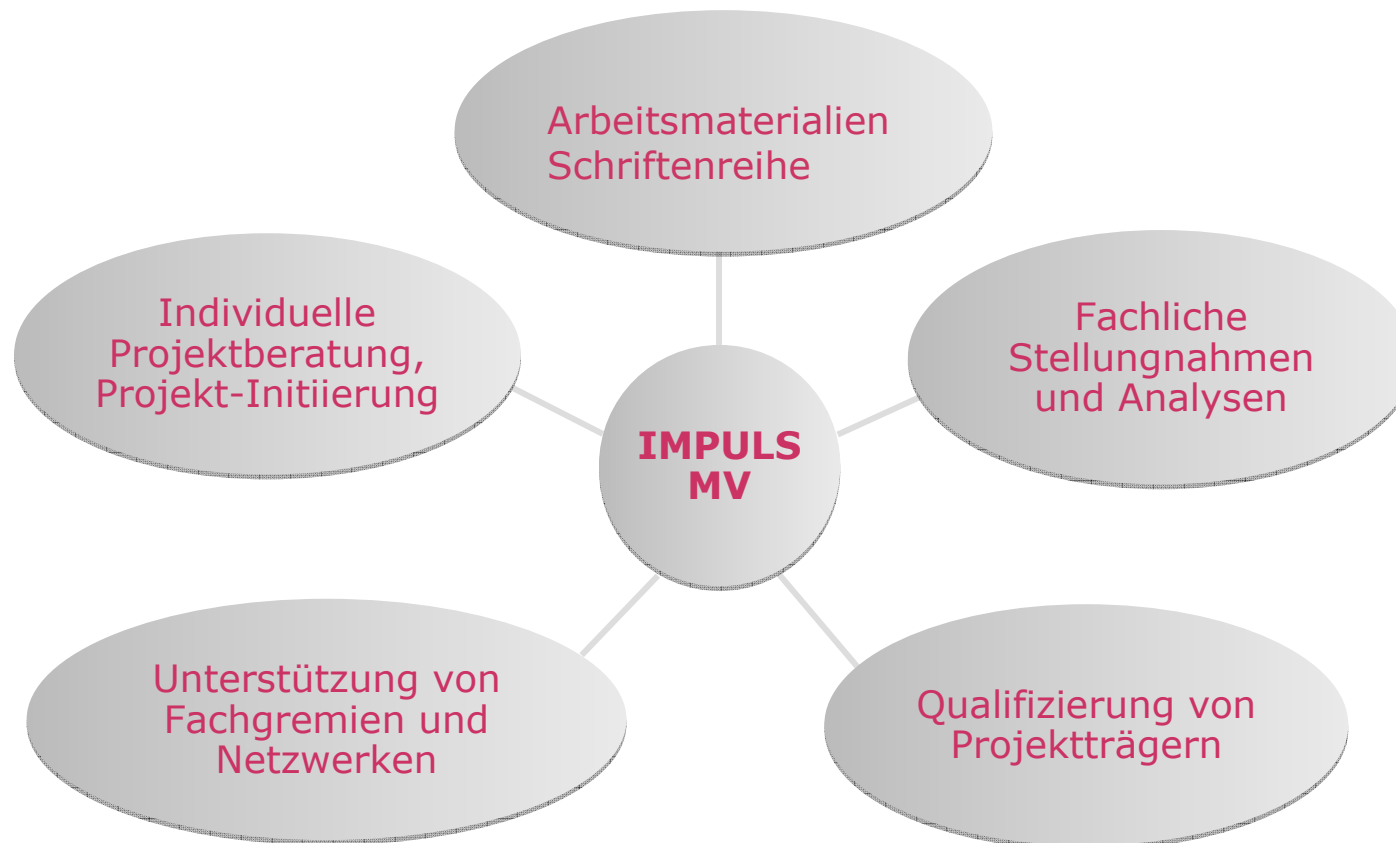 Arbeitsmaterialien
Schriftenreihe
Individuelle
Projektberatung,
Projekt-Initiierung
Fachliche
Stellungnahmen
und Analysen
IMPULS
MV
Unterstützung von
Fachgremien und
Netzwerken
Qualifizierung von
Projektträgern